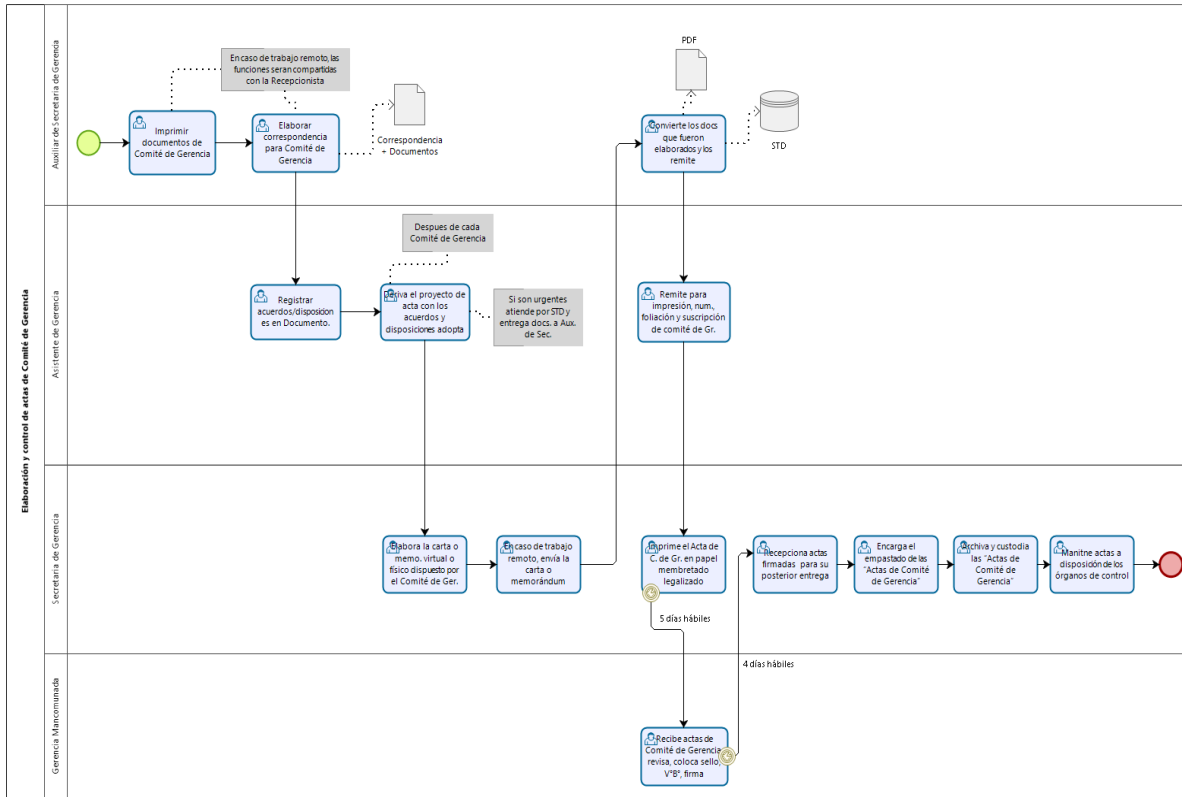 Elaboración y control de actas de Comité de Gerencia
Auxiliar de Secretaria de Gerencia
En caso de trabajo remoto, las
funciones seran compartidas
con la Recepcionista
Imprimir
documentos de
Comité de Gerencia
Elaborar
correspondencia
para Comité de
Gerencia
Correspondencia
+ Documentos
PDF
Convierte los docs
que fueron
elaborados y los
remite
STD
Asistente de Gerencia
Despues de cada
Comité de Gerencia
Registrar
acuerdos/disposicion
es en Documento.
Deriva el proyecto de
acta con los
acuerdos y
disposiciones adopta
Si son urgentes
atiende por STD y
entrega docs. a Aux.
de Sec.
Remite para
impresión, num,
foliación y suscripción
de comité de Gr.
Secretaria de Gerencia
Elabora la carta o
memo. virtual o
físico dispuesto por
el Comité de Ger.
En caso de trabajo
remoto, envía la
carta o
memorándum
Imprime el Acta de
C. de Gr. en papel
membretado
legalizado
5 días hábiles
Recepciona actas
firmadas para su
posterior entrega
Encarga el
empastado de las
"Actas de Comité
de Gerencia"
Archiva y custodia
las "Actas de
Comité de
Gerencia"
Manitne actas a
disposición de los
órganos de control
4 días hábiles
Gerencia Mancomunada
Recibe actas de
Comité de Gerencia
revisa, coloca sello,
V°B°, firma